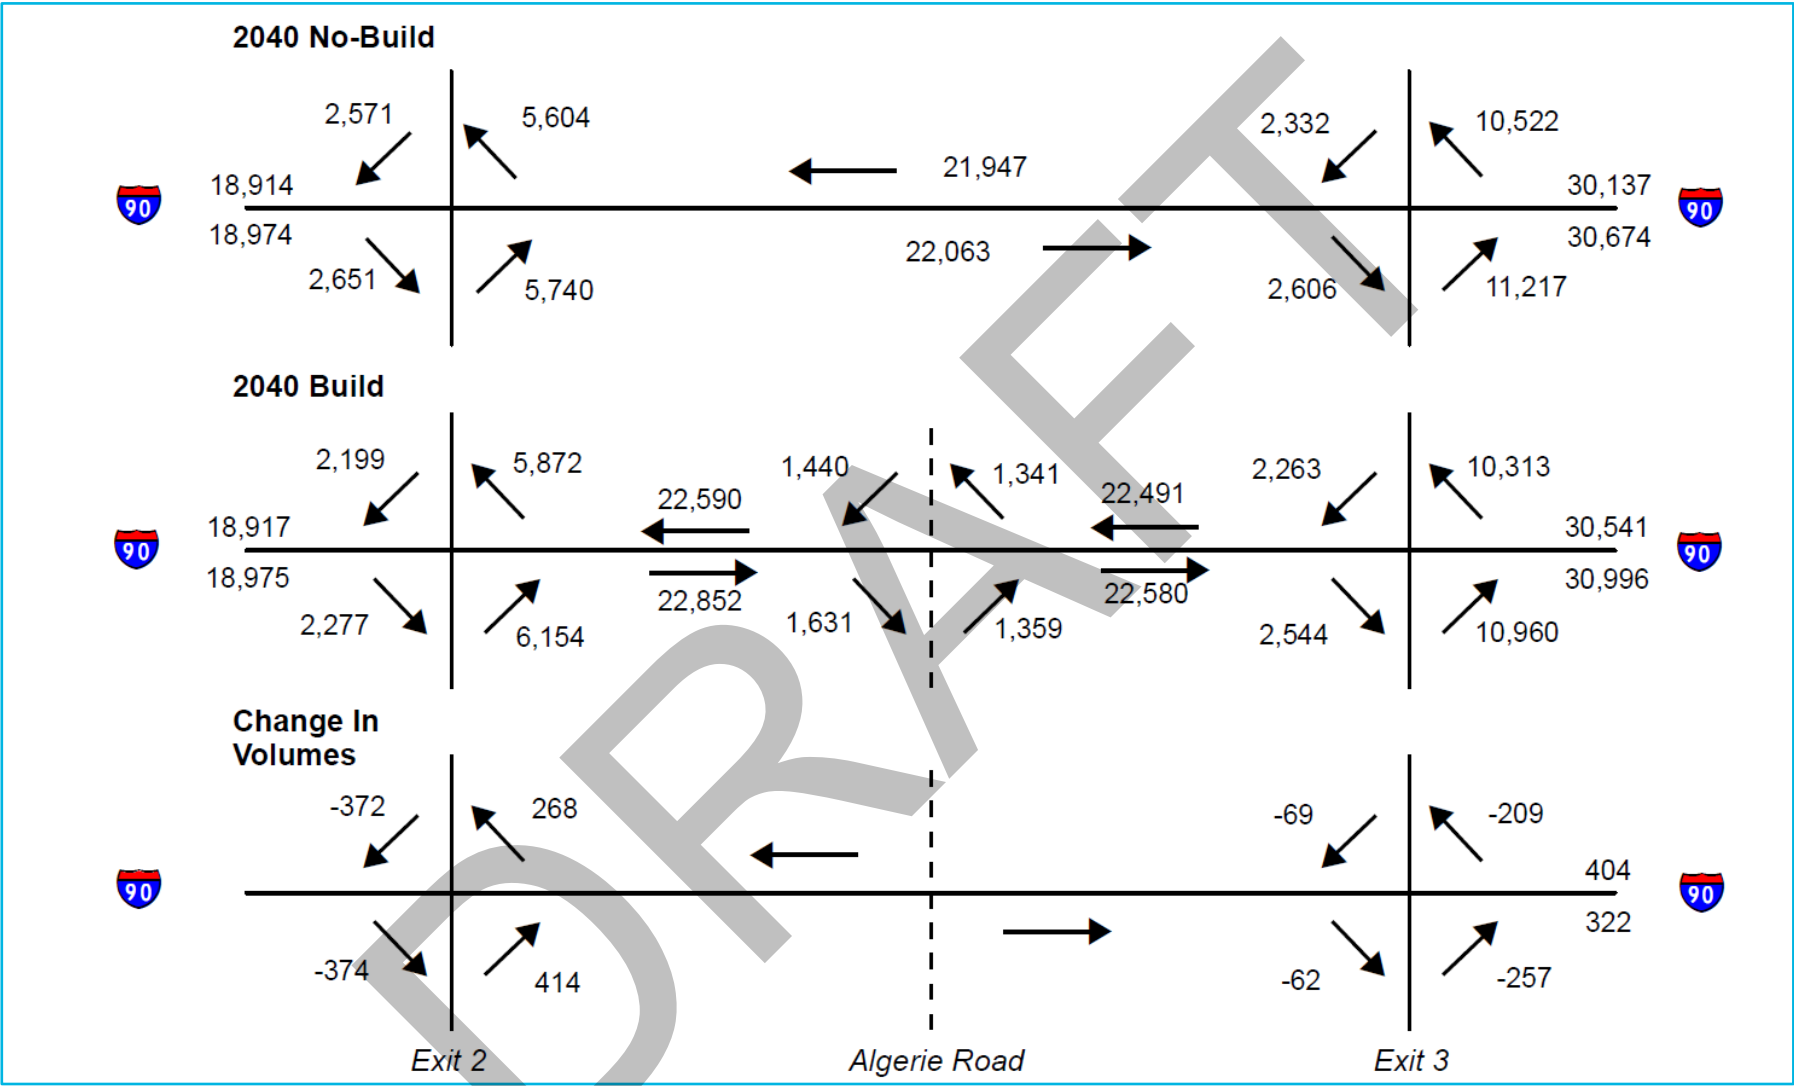 2040 No-Build
2,571 5,604 2,332 10,522
21,947
90 18,914 30,137 90
18,974 30,674
22,063
2,651 5,740 2,606 11,217
2040 Build
2,199 5,872 1,440 1,341 2,263 10,313
22,590 22,491
90 18,917 30,541 90
18,975 30,996
22,852 22,580
2,277 6,154 1,631 1,359 2,544 10,960
Change In
Volumes
-372 268 -69 -209
90 404 90
322
-374 414 -62 -257
Exit 2 Algerie Road Exit 3
DRAFT